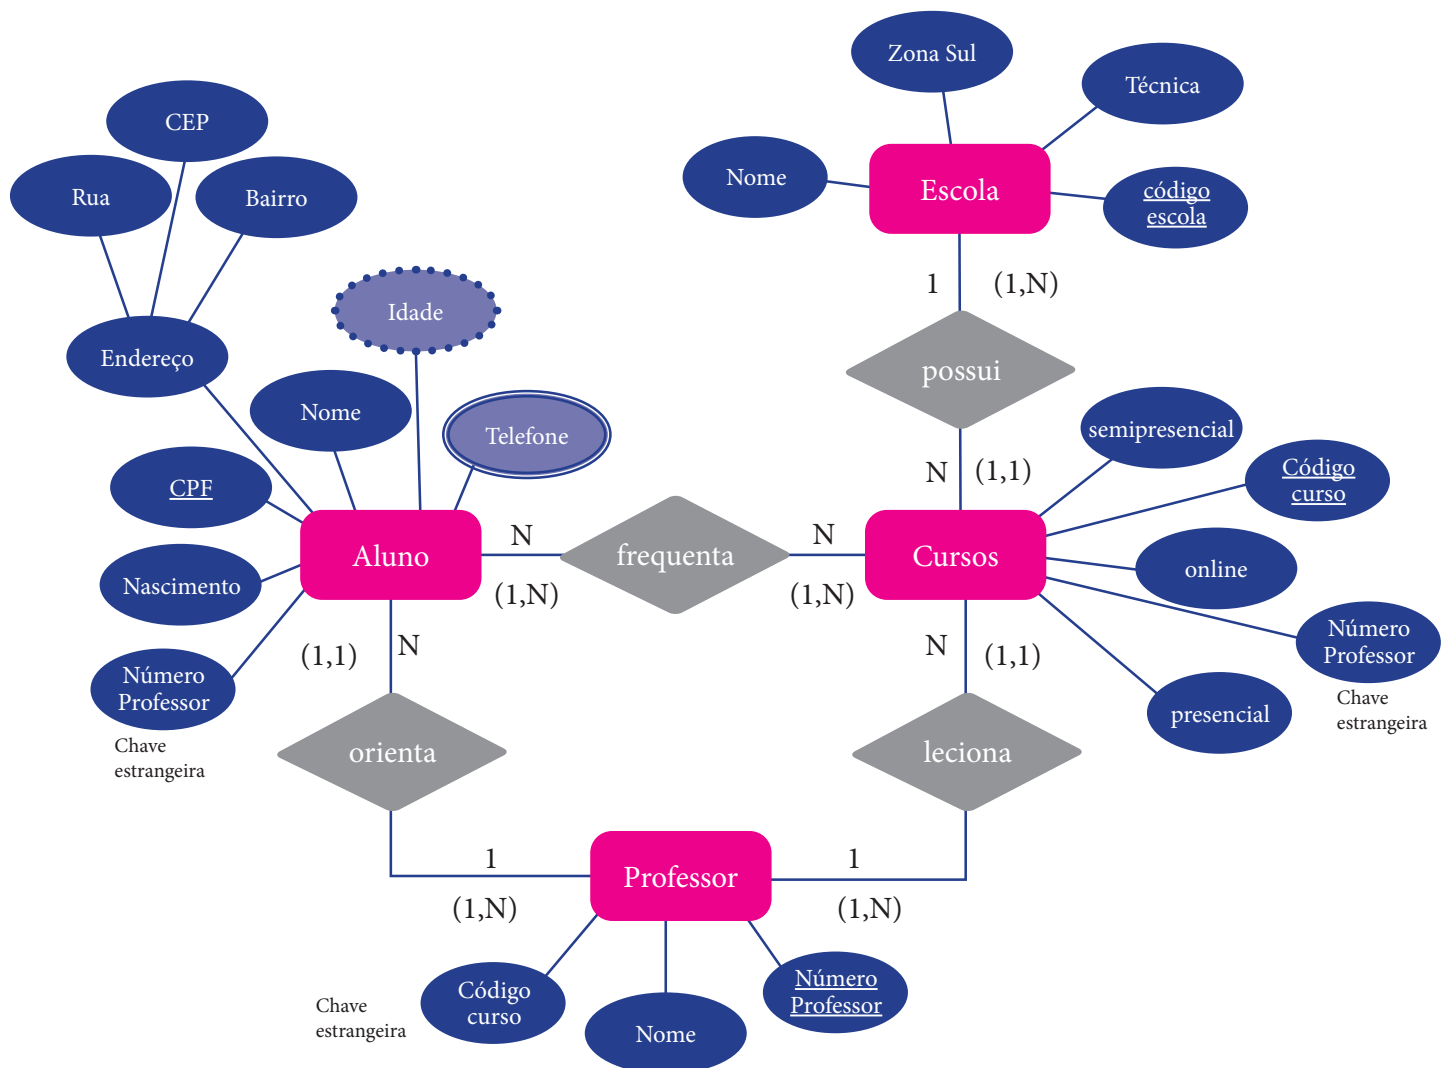 Zona Sul
Técnica
CEP
Nome
Escola
Rua
Bairro
código
escola
1
(1,N)
Idade
Endereço
possui
Nome
semipresencial
Telefone
N
(1,1)
Código
curso
CPF
N
N
Aluno
frequenta
Cursos
online
Nascimento
(1,N)
(1,N)
Número
Professor
Chave
estrangeira
(1,1)
N
N
(1,1)
Número
Professor
Chave
estrangeira
presencial
orienta
leciona
1
1
Professor
(1,N)
(1,N)
Chave
estrangeira
Código
curso
Nome
Número
Professor